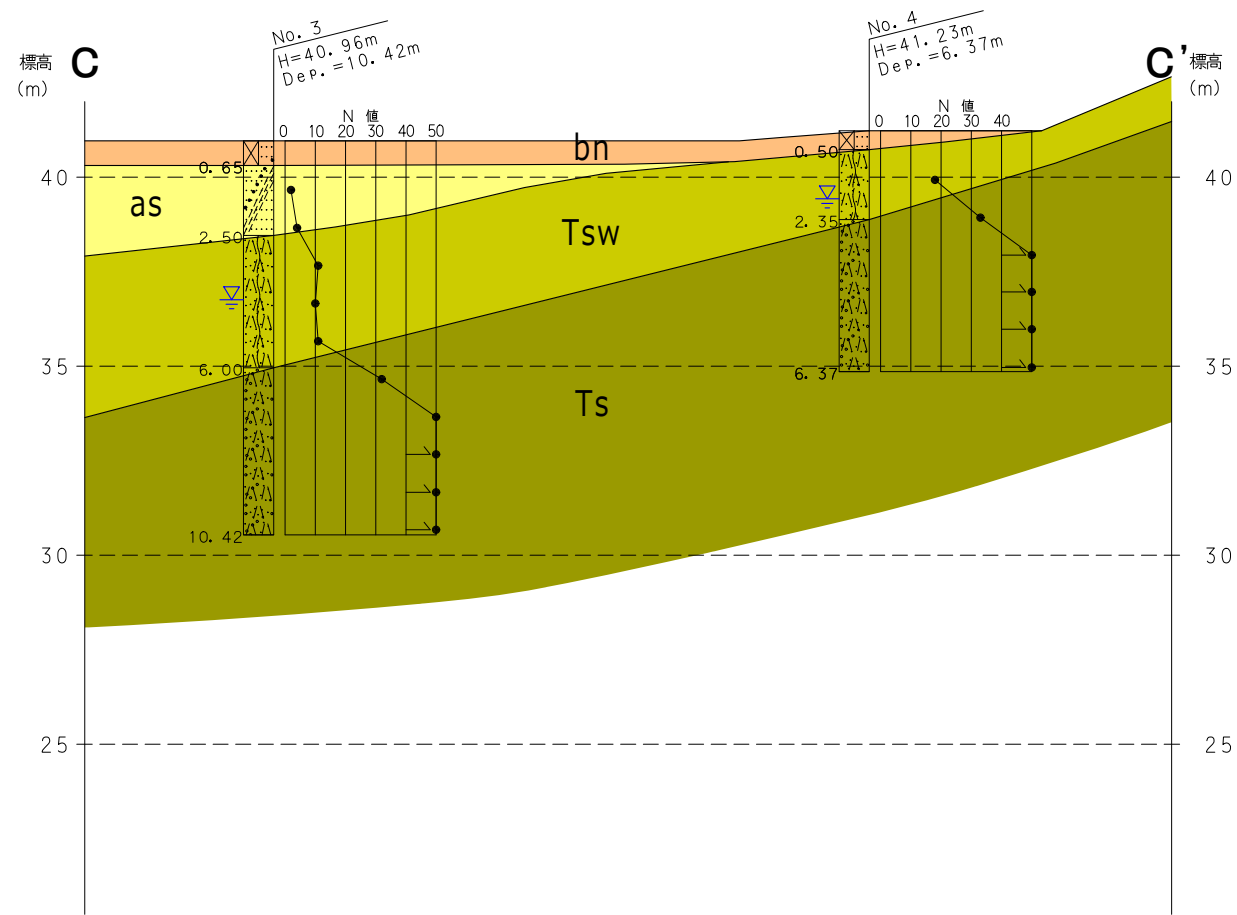 標高
(m)
C
No. 3
H=40.96m
Dep.=10.42m
No. 4
H=41.23m
Dep.=6.37m
C'
標高
(m)
N 値
0 10 20 30 40 50
N 値
0 10 20 30 40
bn
0.65
0.50
40
40
as
Tsw
2.50
2.35
35
6.00
6.37
35
Ts
10.42
30
30
25
25